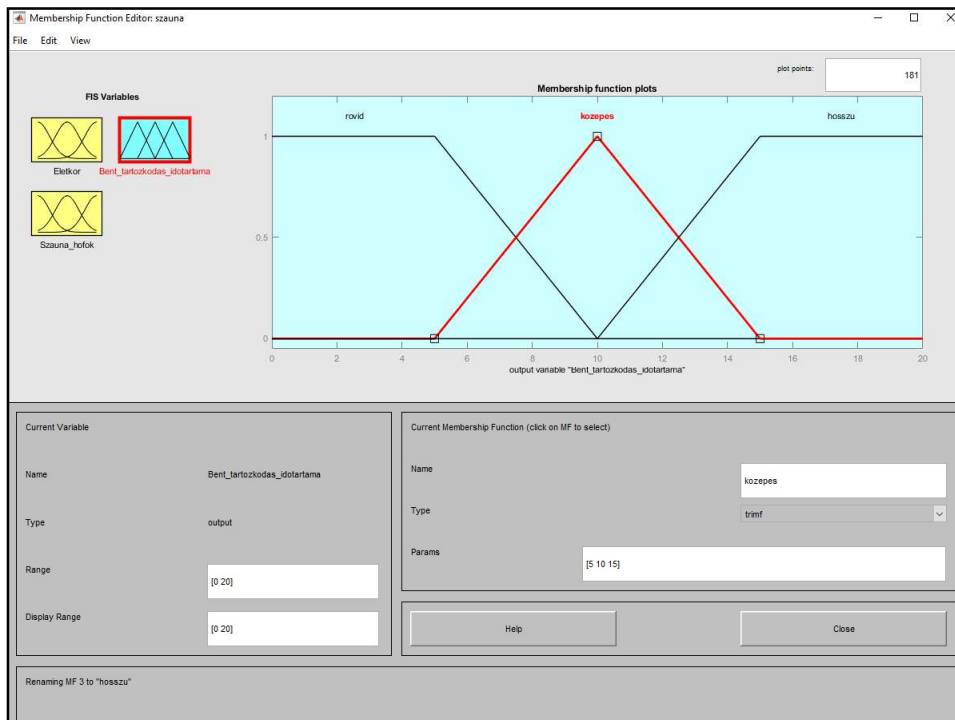 Membership Function Editor: szauna
File Edit View
plot points: 181
FIS Variables
Membership function plots
Eletkor
Bent_tartozkodas_idotartama
Szauna_hofok
rovid kozepes hosszu
1
0.5
0
0 2 4 6 8 10 12 14 16 18 20
output variable "Bent_tartozkodas_idotartama"
Current Variable
Name Bent_tartozkodas_idotartama
Type output
Range [0 20]
Display Range [0 20]
Current Membership Function (click on MF to select)
Name kozepes
Type trimf
Params [5 10 15]
Help Close
Renaming MF 3 to "hosszu"